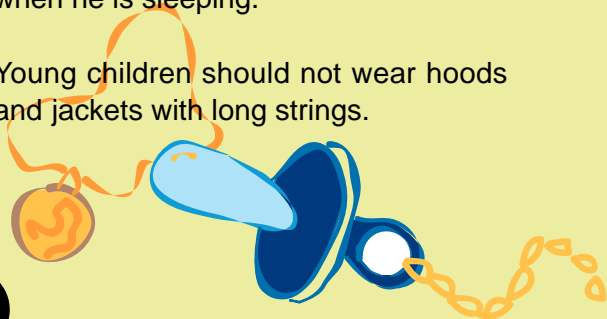 when he is sleeping.
Young children should not wear hoods
and jackets with long strings.